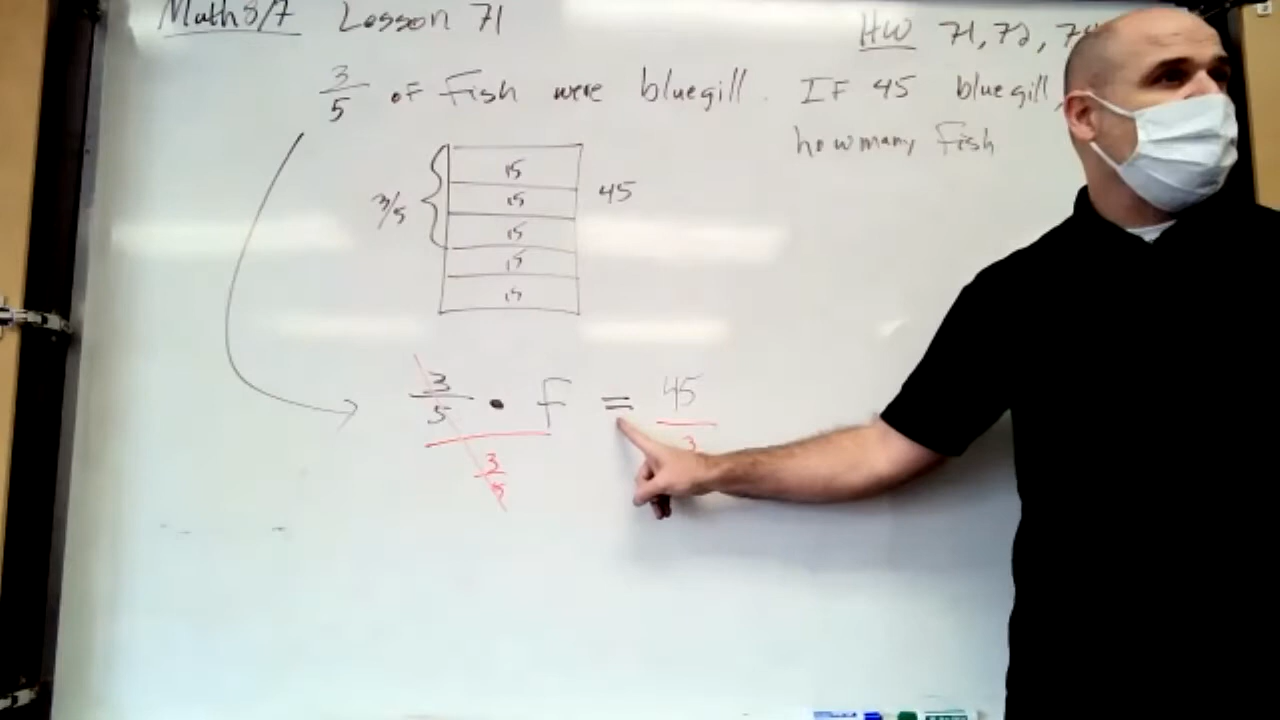 Math 8/7 Lesson 71
HW 71, 72, 74
3/5 of Fish were bluegill. IF 45 bluegill,
how many Fish
3/5
15
15
15
15
15
45
3/5 • F = 45
3/5
3